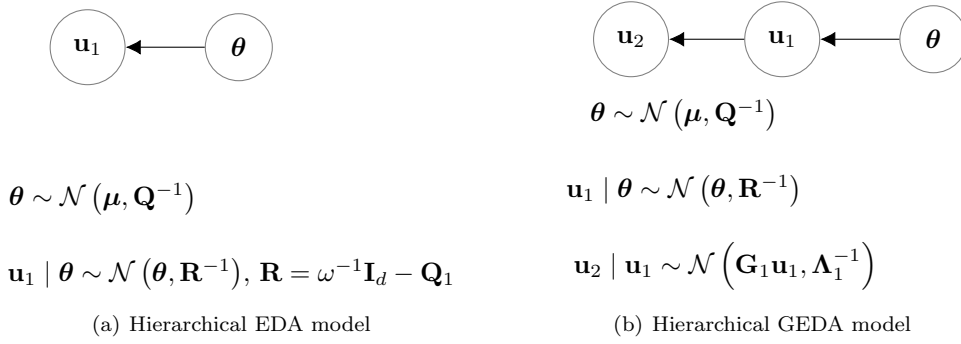 u₁ θ
θ ∼ 𝒩 (μ, Q⁻¹)
u₁ | θ ∼ 𝒩 (θ, R⁻¹), R = ω⁻¹I_d − Q₁
(a) Hierarchical EDA model
u₂ u₁ θ
θ ∼ 𝒩 (μ, Q⁻¹)
u₁ | θ ∼ 𝒩 (θ, R⁻¹)
u₂ | u₁ ∼ 𝒩 (G₁u₁, Λ₁⁻¹)
(b) Hierarchical GEDA model